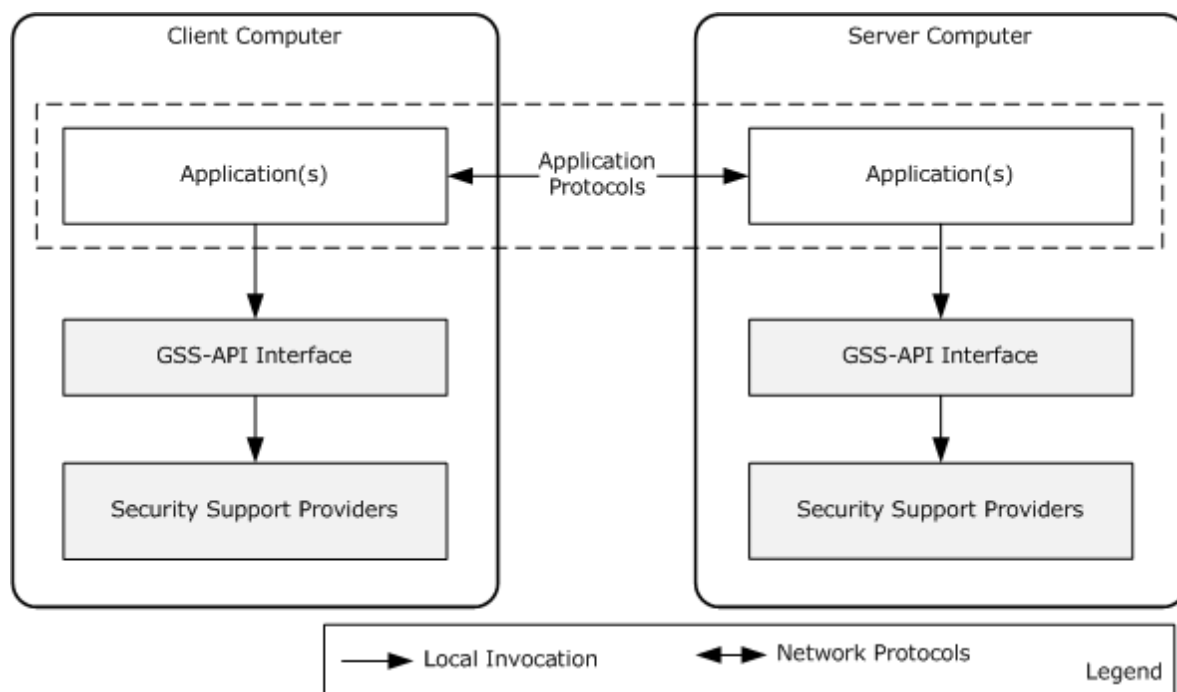 Client Computer
Server Computer
Application(s)
Application
Protocols
Application(s)
GSS-API Interface
GSS-API Interface
Security Support Providers
Security Support Providers
Local Invocation
Network Protocols
Legend